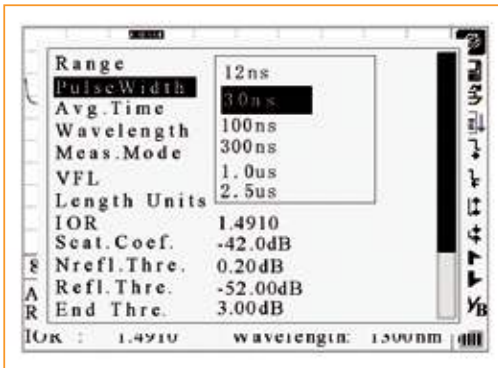 Range
PulseWidth
Avg.Time
Wavelength
Meas.Mode
VFL
Length Units
12ns
30ns
100ns
300ns
1.0us
2.5us
IOR 1.4910
Scat.Coef. -42.0dB
Nrefl.Thre. 0.20dB
Refl.Thre. -52.00dB
End Thre. 3.00dB
8
A
R
IOR : 1.4910 Wavelength: 1300nm